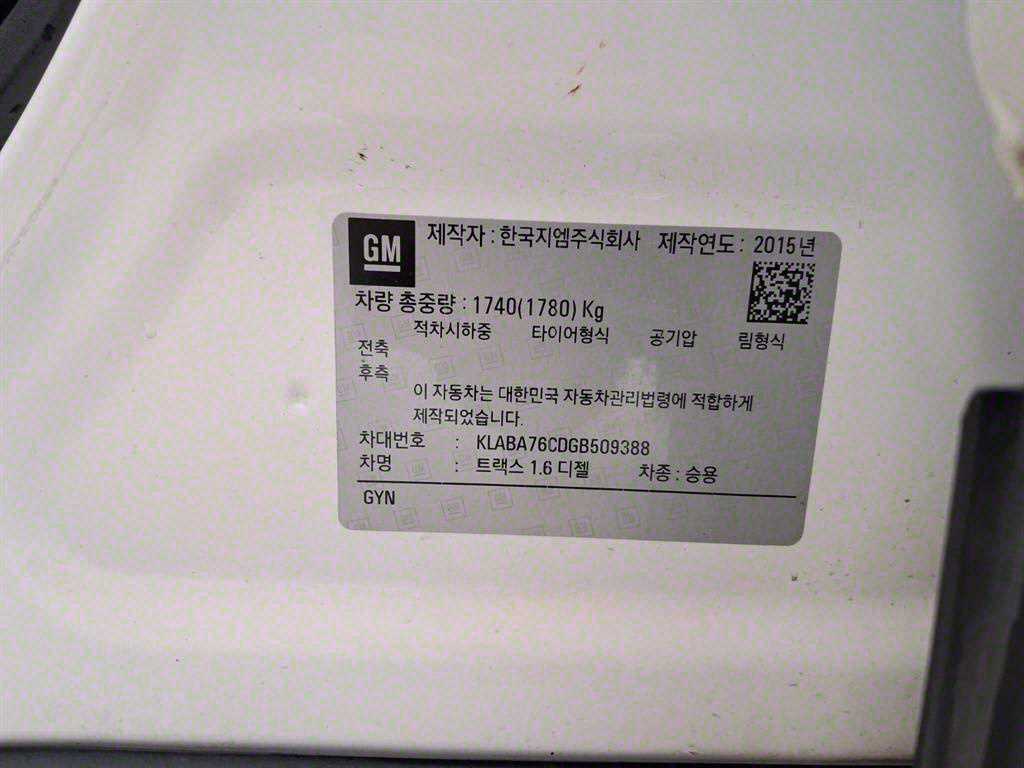 GM 제작자 : 한국지엠주식회사 제작연도 : 2015년
차량 총중량 : 1740(1780) Kg
적차시하중 타이어형식 공기압 림형식
전축
후축
이 자동차는 대한민국 자동차관리법령에 적합하게
제작되었습니다.
차대번호 : KLABA76CDGB509388
차명 : 트랙스 1.6 디젤 차종 : 승용
GYN